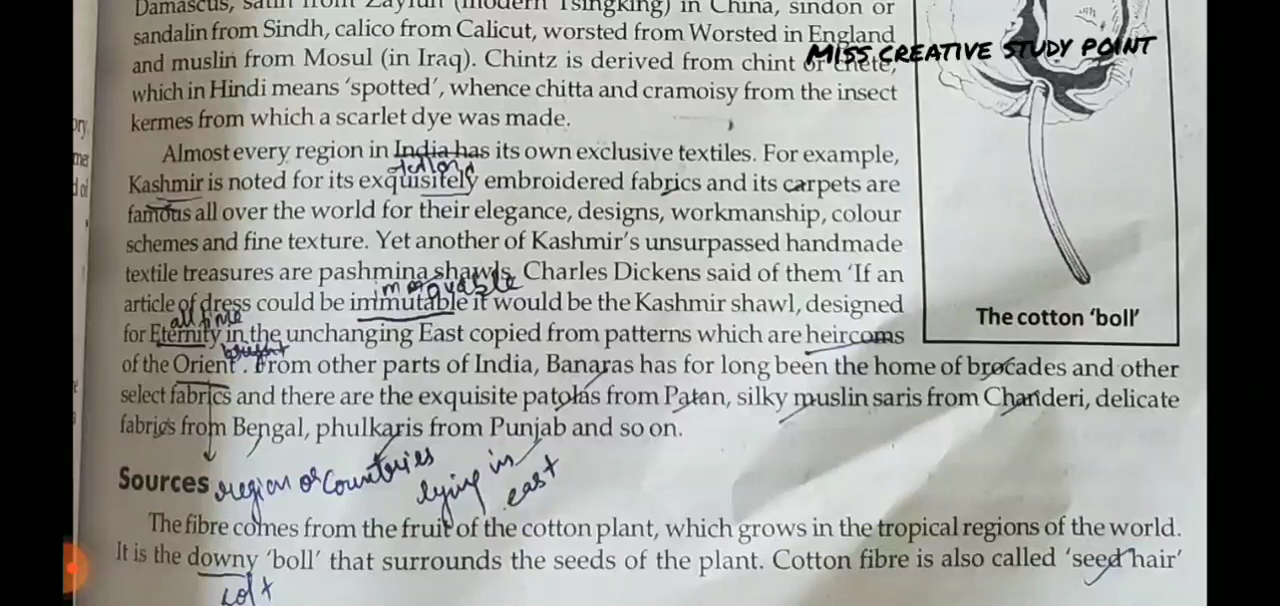 Damascus, satin from Zaytun (modern Tsingking) in China, sindon or
sandalin from Sindh, calico from Calicut, worsted from Worsted in England
and muslin from Mosul (in Iraq). Chintz is derived from chint or chete,
MISS CREATIVE STUDY POINT
which in Hindi means 'spotted', whence chitta and cramoisy from the insect
kermes from which a scarlet dye was made.
Almost every region in India has its own exclusive textiles. For example,
Kashmir is noted for its exquisitely embroidered fabrics and its carpets are
famous all over the world for their elegance, designs, workmanship, colour
schemes and fine texture. Yet another of Kashmir's unsurpassed handmade
textile treasures are pashmina shawls. Charles Dickens said of them 'If an
article of dress could be immutable it would be the Kashmir shawl, designed
all time
for Eternity in the unchanging East copied from patterns which are heircoms
of the Orient'. From other parts of India, Banaras has for long been the home of brocades and other
select fabrics and there are the exquisite patolas from Patan, silky muslin saris from Chanderi, delicate
fabrics from Bengal, phulkaris from Punjab and so on.
region or Countries lying in east
Sources
The fibre comes from the fruit of the cotton plant, which grows in the tropical regions of the world.
It is the downy 'boll' that surrounds the seeds of the plant. Cotton fibre is also called 'seed hair'
The cotton 'boll'